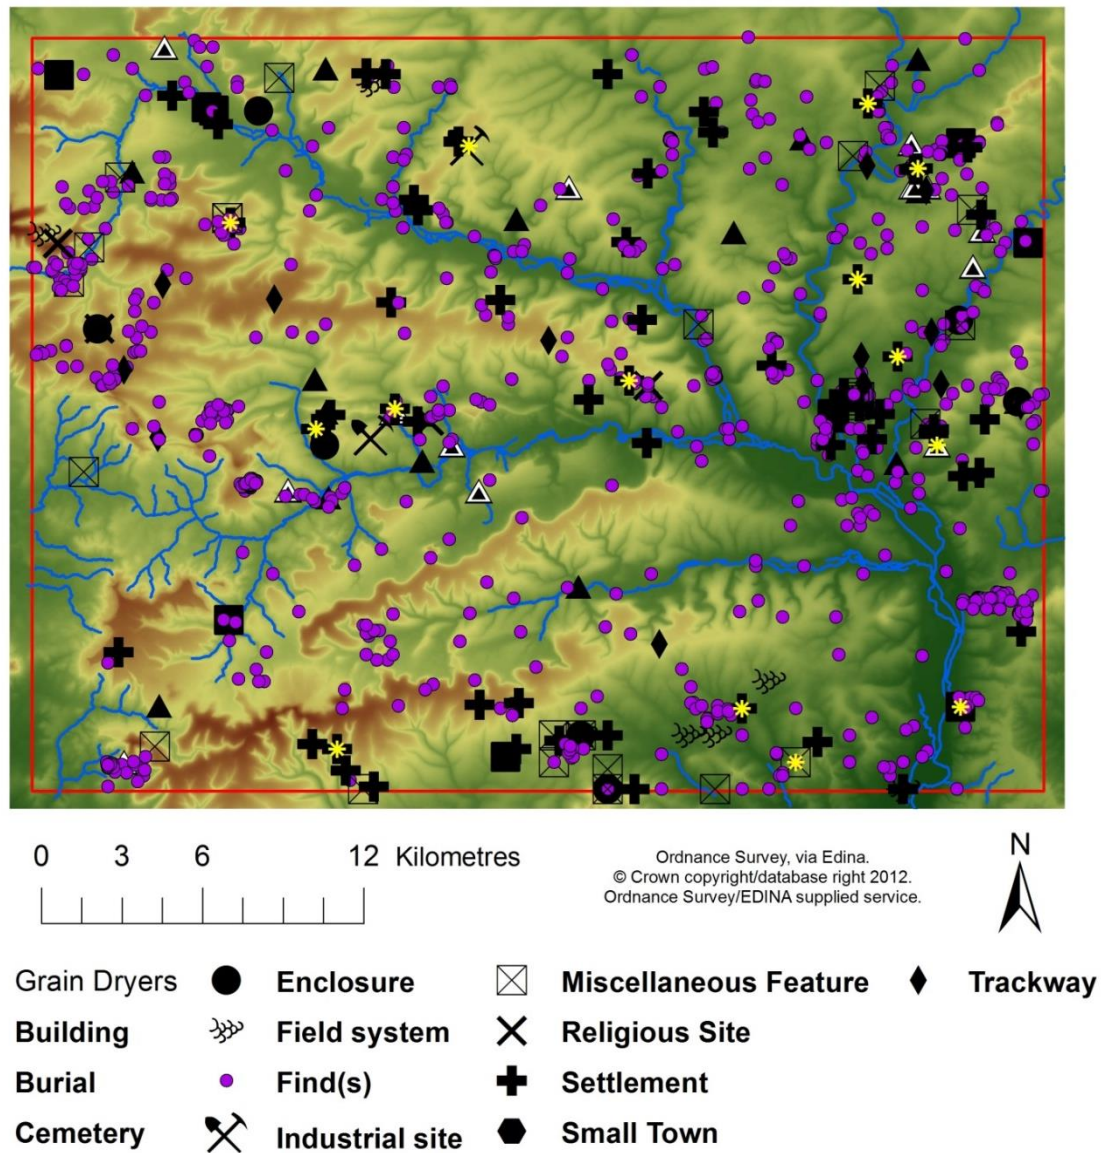 0 3 6 12 Kilometres
Ordnance Survey, via Edina.
© Crown copyright/database right 2012.
Ordnance Survey/EDINA supplied service.
N
Grain Dryers Enclosure Miscellaneous Feature Trackway
Building Field system Religious Site
Burial Find(s) Settlement
Cemetery Industrial site Small Town